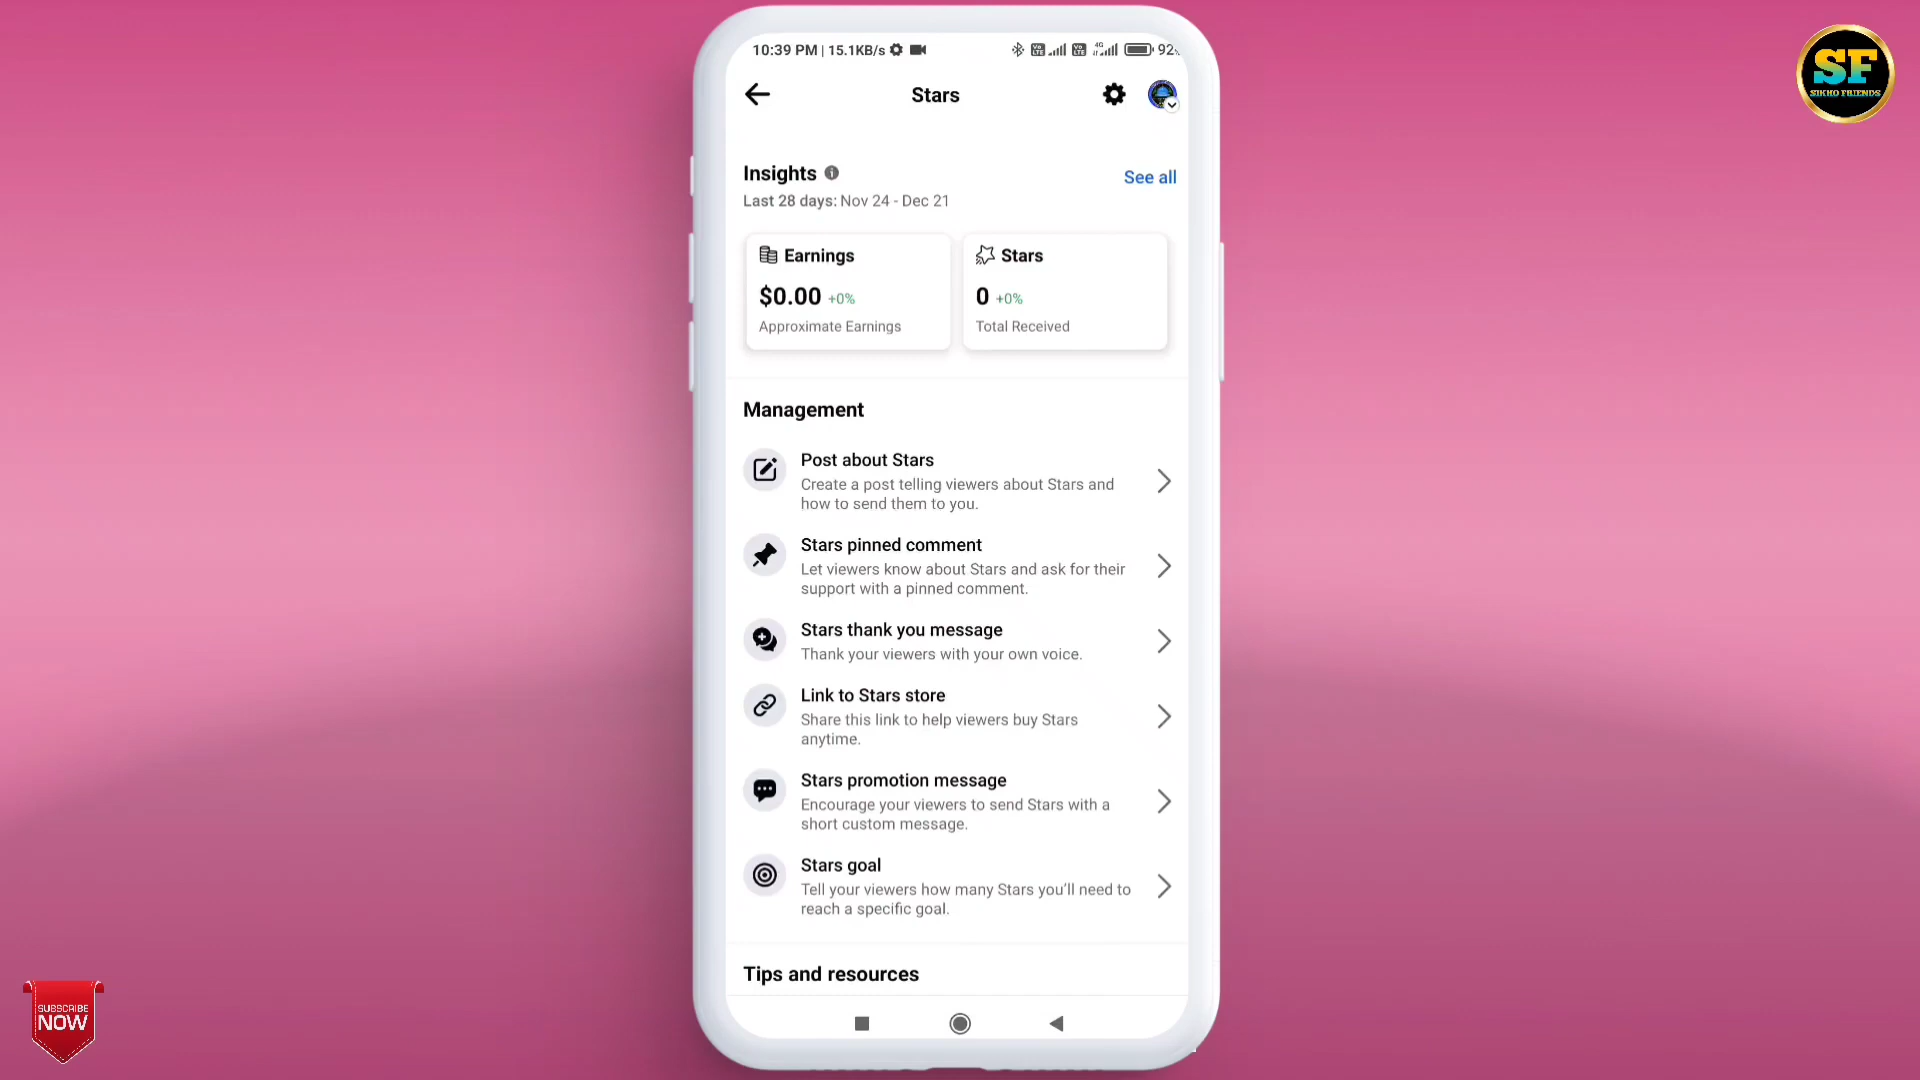 10:39 PM | 15.1KB/s
Vo LTE Vo LTE 4G 92
Stars
SF
SIKHO FRIENDS
Insights
See all
Last 28 days: Nov 24 - Dec 21
Earnings
$0.00 +0%
Approximate Earnings
Stars
0 +0%
Total Received
Management
Post about Stars
Create a post telling viewers about Stars and
how to send them to you.
Stars pinned comment
Let viewers know about Stars and ask for their
support with a pinned comment.
Stars thank you message
Thank your viewers with your own voice.
Link to Stars store
Share this link to help viewers buy Stars
anytime.
Stars promotion message
Encourage your viewers to send Stars with a
short custom message.
Stars goal
Tell your viewers how many Stars you'll need to
reach a specific goal.
Tips and resources
SUBSCRIBE
NOW